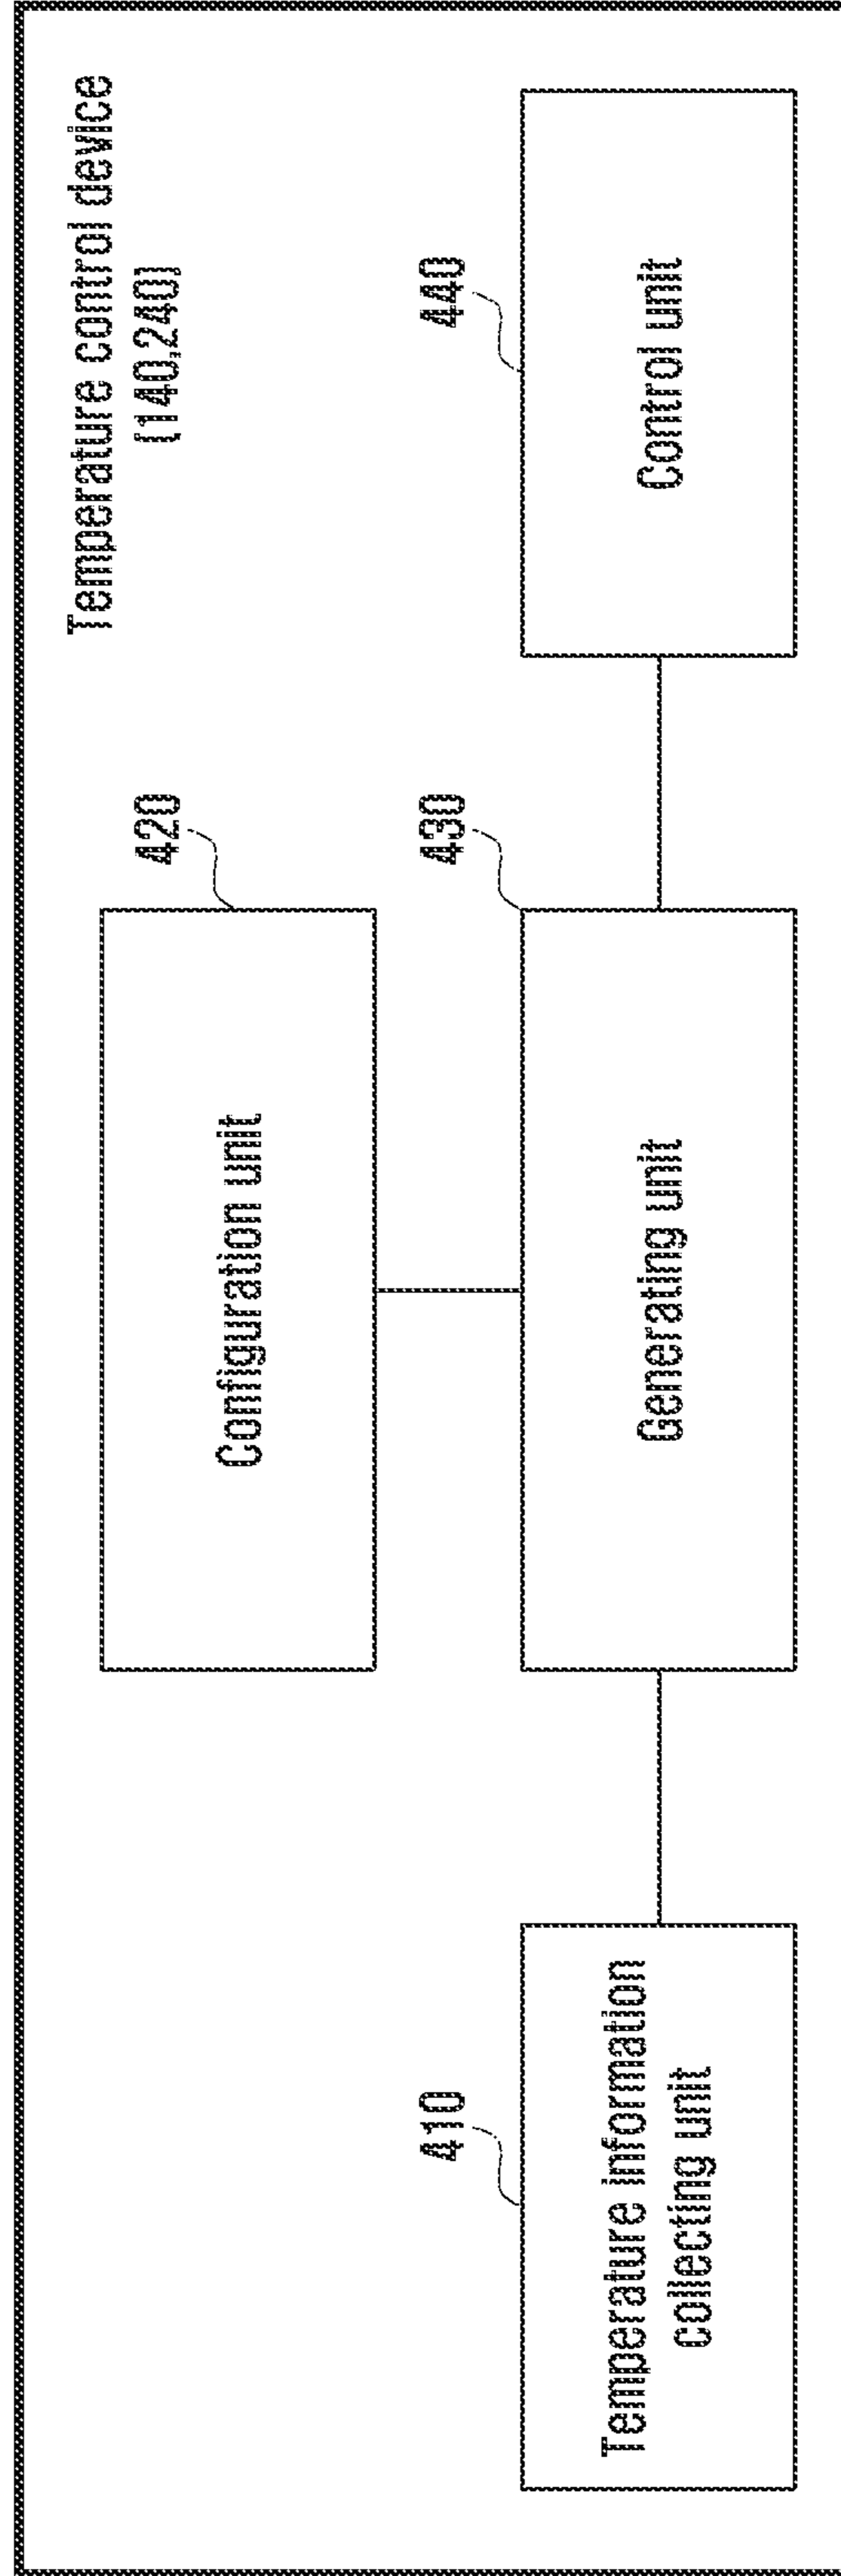 Temperature control device
(140,240)
420
Configuration unit
410
Temperature information
collecting unit
430
Generating unit
440
Control unit